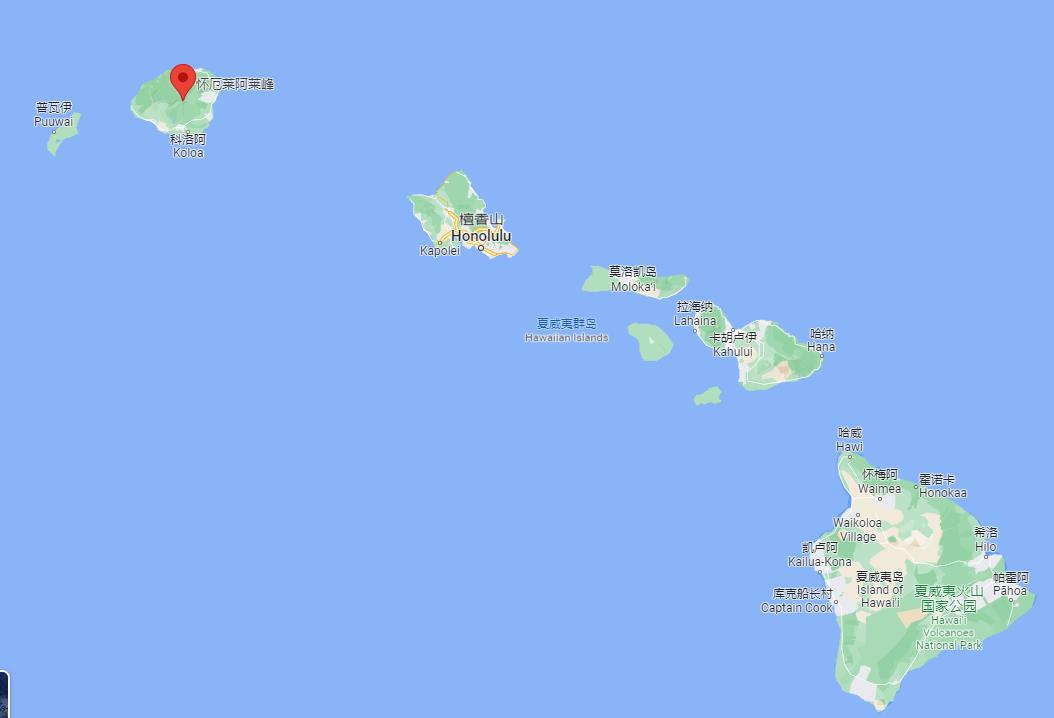 怀厄莱阿莱峰
普瓦伊
Puuwai
科洛阿
Koloa
檀香山
Honolulu
Kapolei
莫洛凯岛
Moloka'i
拉海纳
Lahaina
夏威夷群岛
Hawaiian Islands
卡胡卢伊
Kahului
哈纳
Hana
哈威
Hawi
怀梅阿
Waimea
霍诺卡
Honokaa
Waikoloa
Village
希洛
Hilo
凯卢阿
Kailua-Kona
夏威夷岛
Island of
Hawai'i
帕霍阿
Pāhoa
库克船长村
Captain Cook
夏威夷火山
国家公园
Hawai'i
Volcanoes
National Park